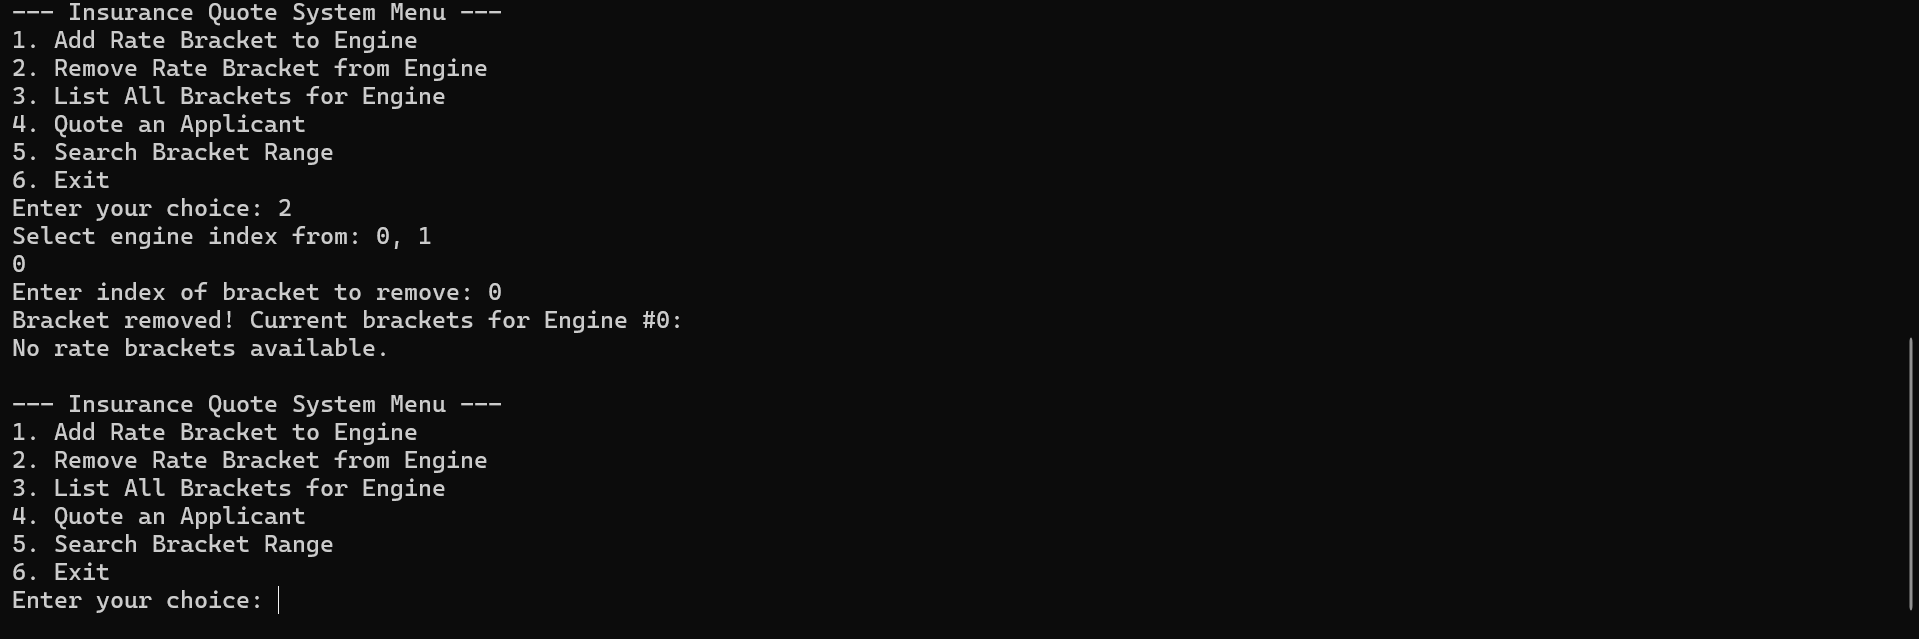 --- Insurance Quote System Menu ---
1. Add Rate Bracket to Engine
2. Remove Rate Bracket from Engine
3. List All Brackets for Engine
4. Quote an Applicant
5. Search Bracket Range
6. Exit
Enter your choice: 2
Select engine index from: 0, 1
0
Enter index of bracket to remove: 0
Bracket removed! Current brackets for Engine #0:
No rate brackets available.

--- Insurance Quote System Menu ---
1. Add Rate Bracket to Engine
2. Remove Rate Bracket from Engine
3. List All Brackets for Engine
4. Quote an Applicant
5. Search Bracket Range
6. Exit
Enter your choice: